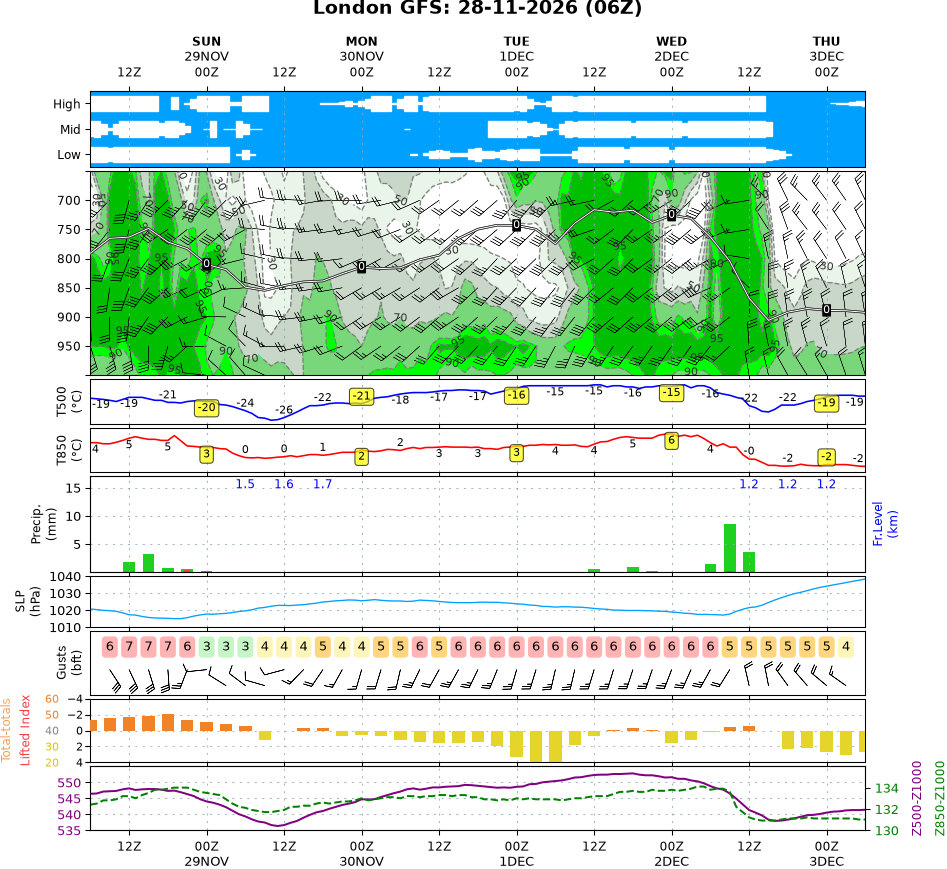 London GFS: 28-11-2026 (06Z)
SUN MON TUE WED THU
29NOV 30NOV 1DEC 2DEC 3DEC
12Z 00Z 12Z 00Z 12Z 00Z 12Z 00Z 12Z 00Z
High
Mid
Low
700
750
800
850
900
950
0 0 0 0 0
T500 (°C)
-19 -19 -21 -20 -24 -26 -22 -21 -18 -17 -17 -16 -15 -15 -16 -15 -16 -22 -22 -19 -19
T850 (°C)
4 5 5 3 0 0 1 2 2 3 3 3 4 4 5 6 4 -0 -2 -2 -2
1.5 1.6 1.7 1.2 1.2 1.2
Precip. (mm)
15
10
5
Fr.Level (km)
SLP (hPa)
1040
1030
1020
1010
Gusts (bft)
6 7 7 7 6 3 3 3 4 4 4 5 4 4 5 5 6 5 6 6 6 6 6 6 6 6 6 6 6 6 6 6 5 5 5 5 5 5 4
Total-totals
Lifted Index
60 −4
50 −2
40 0
30 2
20 4
550
545
540
535
134
132
130
Z500-Z1000
Z850-Z1000
12Z 00Z 12Z 00Z 12Z 00Z 12Z 00Z 12Z 00Z
29NOV 30NOV 1DEC 2DEC 3DEC